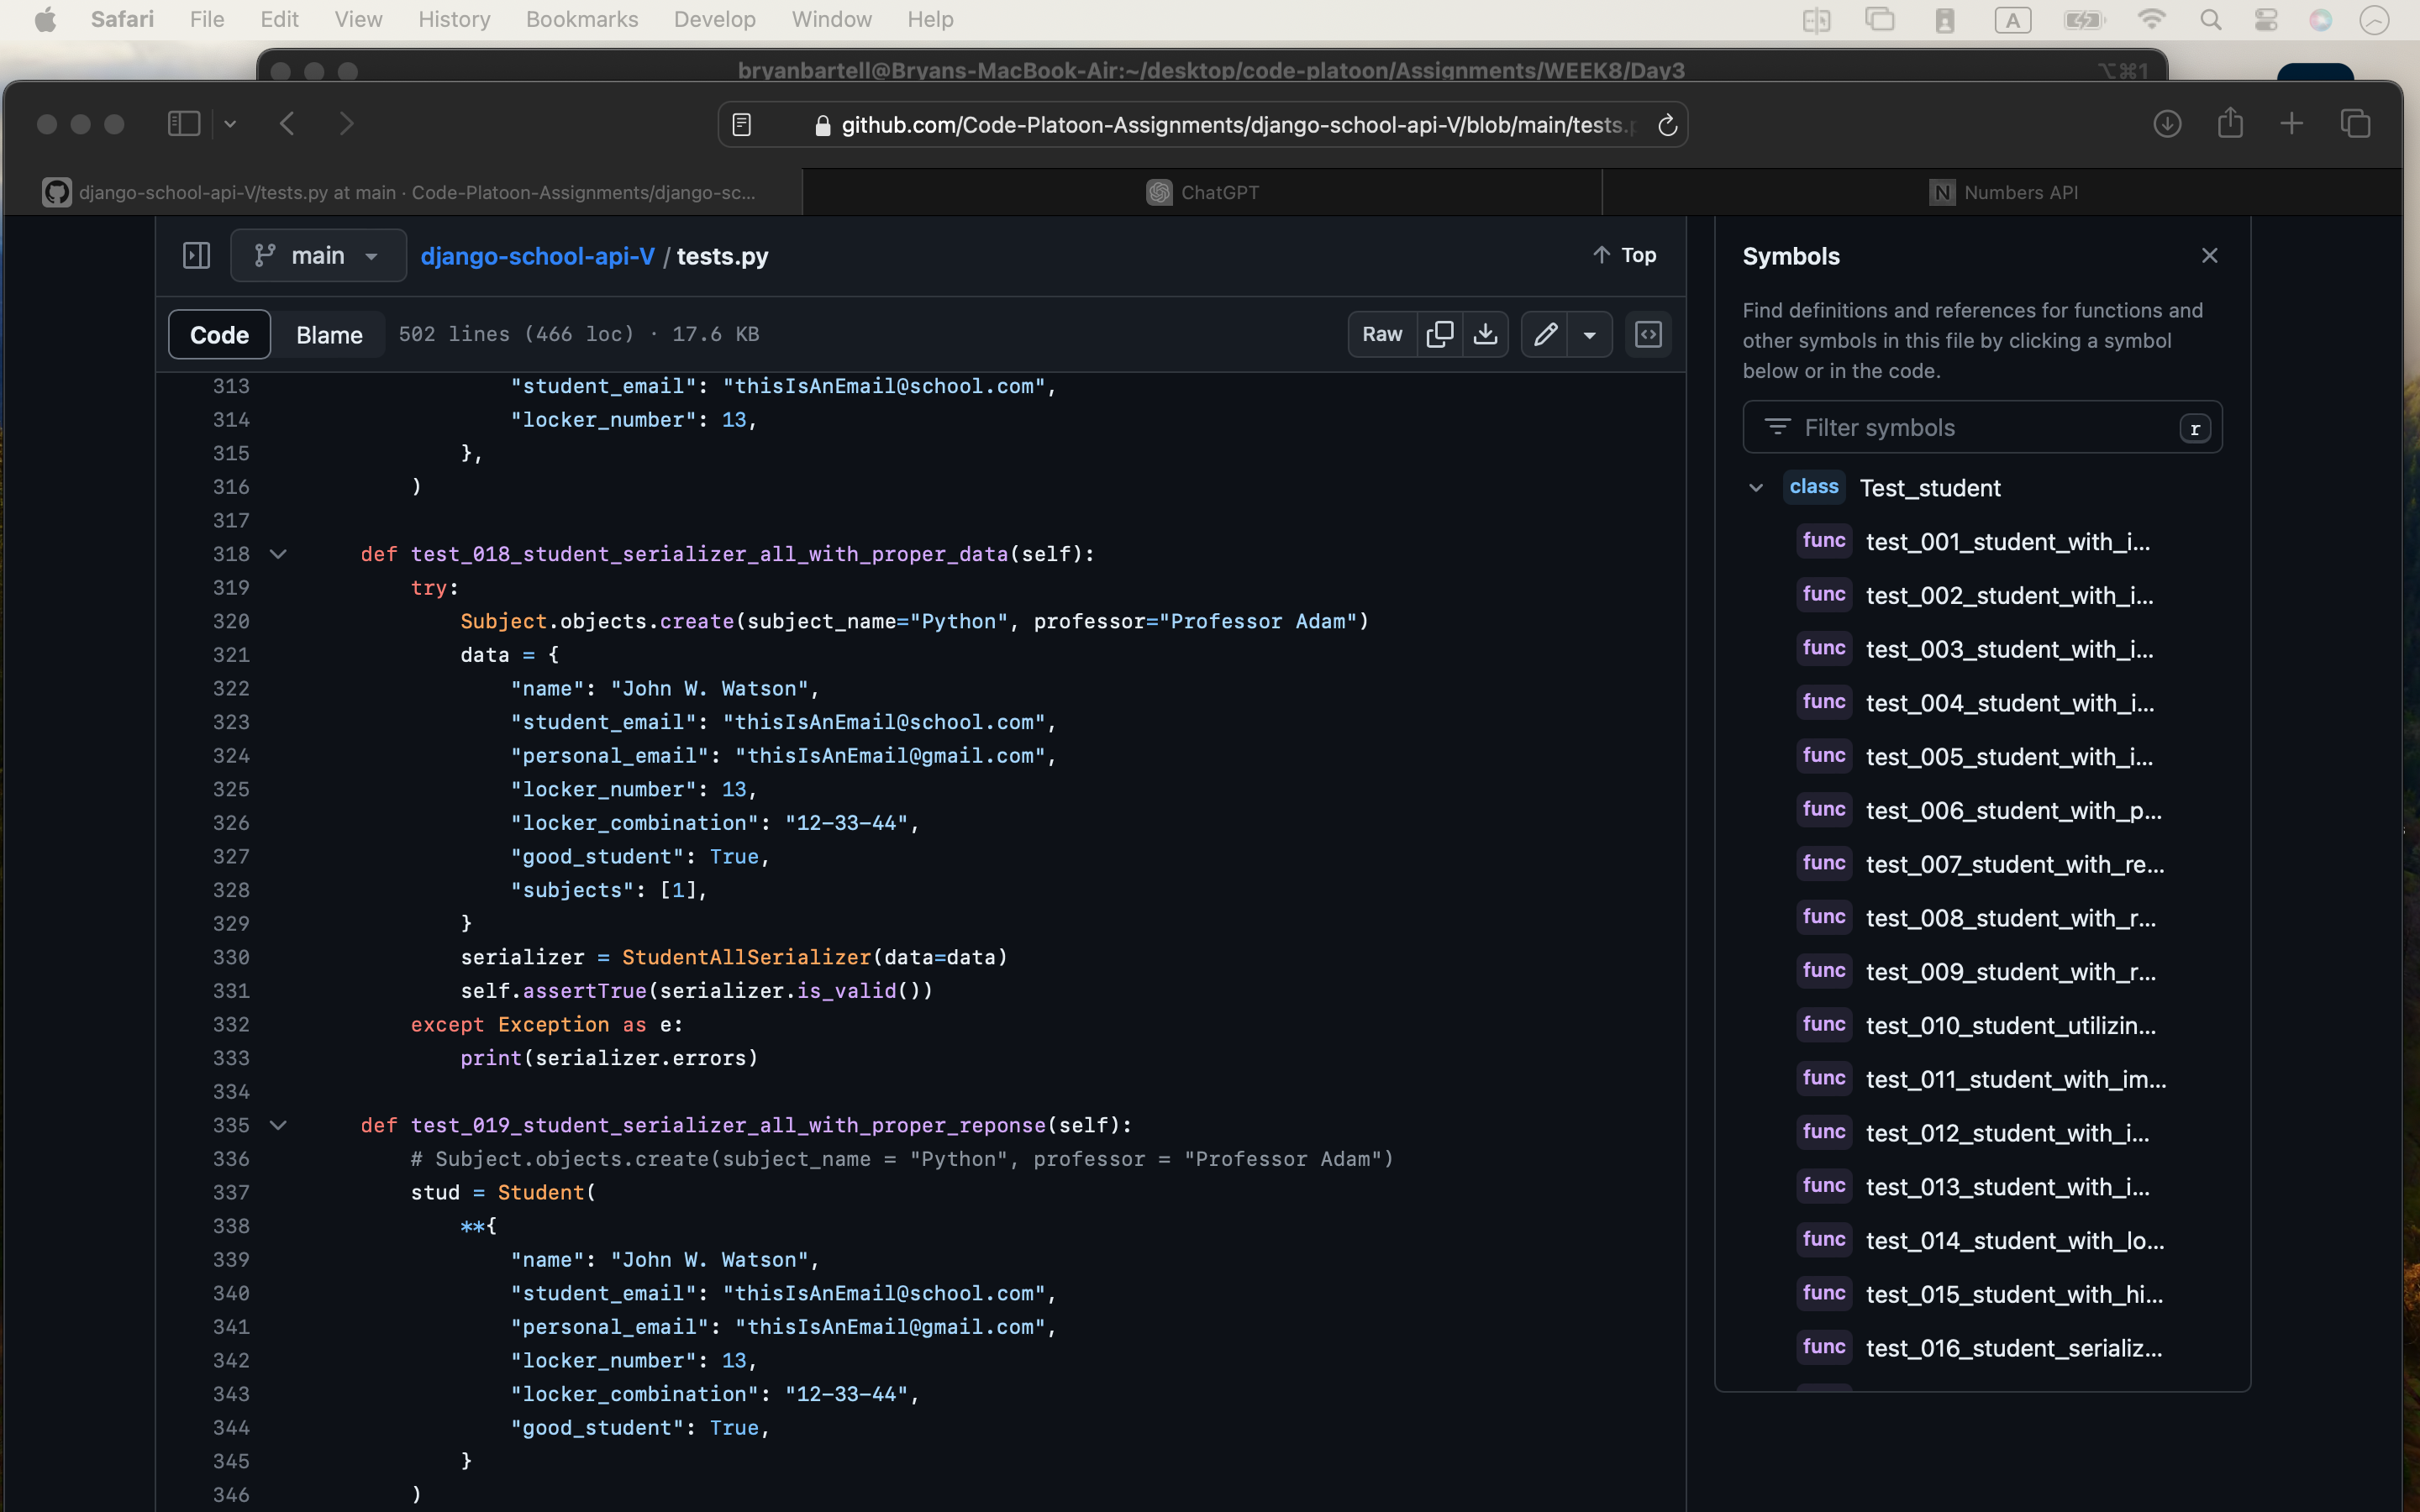 Safari File Edit View History Bookmarks Develop Window Help A
bryanbartell@Bryans-MacBook-Air:~/desktop/code-platoon/Assignments/WEEK8/Day3 ⌥⌘1
github.com/Code-Platoon-Assignments/django-school-api-V/blob/main/tests.p
django-school-api-V/tests.py at main · Code-Platoon-Assignments/django-sc... ChatGPT N Numbers API
main django-school-api-V / tests.py Top
Code Blame 502 lines (466 loc) · 17.6 KB Raw
313 "student_email": "thisIsAnEmail@school.com",
314 "locker_number": 13,
315 },
316 )
317
318 def test_018_student_serializer_all_with_proper_data(self):
319 try:
320 Subject.objects.create(subject_name="Python", professor="Professor Adam")
321 data = {
322 "name": "John W. Watson",
323 "student_email": "thisIsAnEmail@school.com",
324 "personal_email": "thisIsAnEmail@gmail.com",
325 "locker_number": 13,
326 "locker_combination": "12-33-44",
327 "good_student": True,
328 "subjects": [1],
329 }
330 serializer = StudentAllSerializer(data=data)
331 self.assertTrue(serializer.is_valid())
332 except Exception as e:
333 print(serializer.errors)
334
335 def test_019_student_serializer_all_with_proper_reponse(self):
336 # Subject.objects.create(subject_name = "Python", professor = "Professor Adam")
337 stud = Student(
338 **{
339 "name": "John W. Watson",
340 "student_email": "thisIsAnEmail@school.com",
341 "personal_email": "thisIsAnEmail@gmail.com",
342 "locker_number": 13,
343 "locker_combination": "12-33-44",
344 "good_student": True,
345 }
346 )
Symbols
Find definitions and references for functions and
other symbols in this file by clicking a symbol
below or in the code.
Filter symbols r
class Test_student
func test_001_student_with_i...
func test_002_student_with_i...
func test_003_student_with_i...
func test_004_student_with_i...
func test_005_student_with_i...
func test_006_student_with_p...
func test_007_student_with_re...
func test_008_student_with_r...
func test_009_student_with_r...
func test_010_student_utilizin...
func test_011_student_with_im...
func test_012_student_with_i...
func test_013_student_with_i...
func test_014_student_with_lo...
func test_015_student_with_hi...
func test_016_student_serializ...